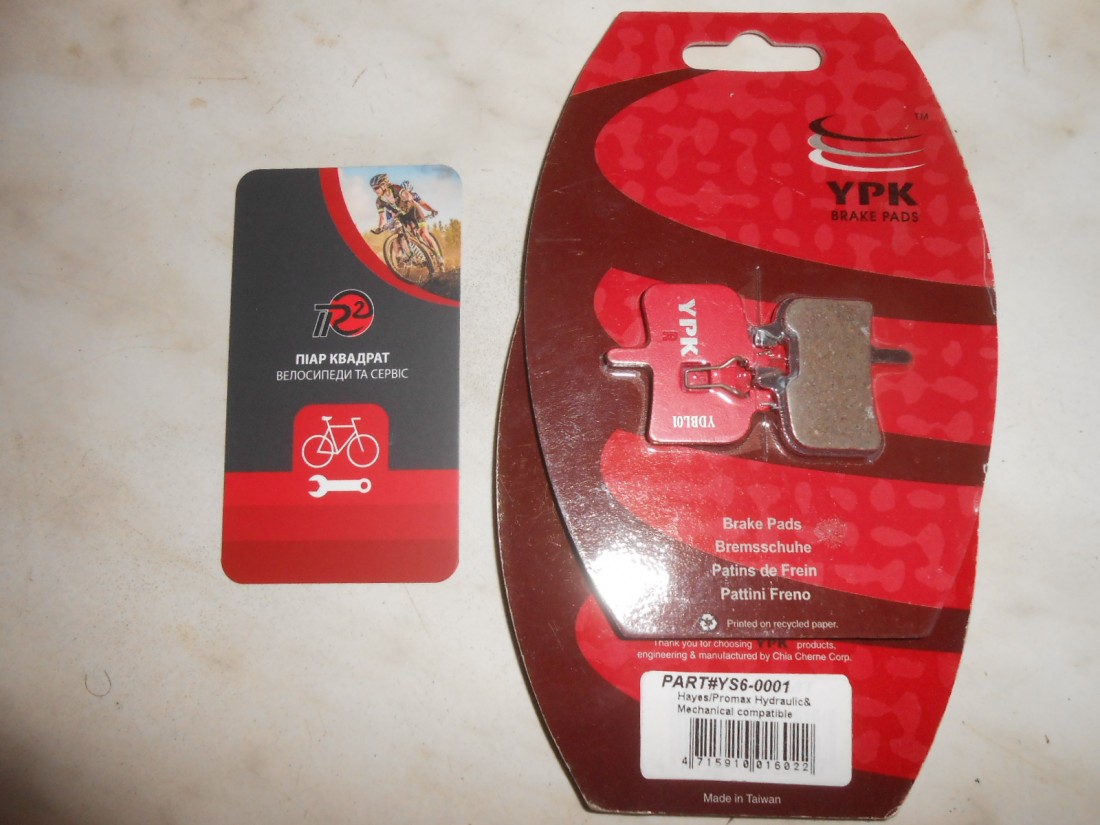 R2
ПІАР КВАДРАТ
ВЕЛОСИПЕДИ ТА СЕРВІС
TM
YPK
BRAKE PADS
YPK
YDBL01
Brake Pads
Bremsschuhe
Patins de Frein
Pattini Freno
Printed on recycled paper.
Thank you for choosing YPK products,
engineering & manufactured by Chia Cherne Corp.
PART#YS6-0001
Hayes/Promax Hydraulic&
Mechanical compatible
4 715910 016022
Made in Taiwan